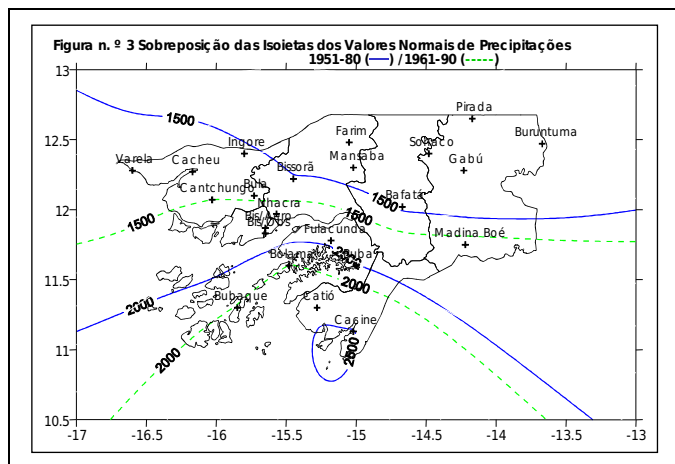 Figura n. º 3 Sobreposição das Isoietas dos Valores Normais de Precipitações
1951-80 ( ) / 1961-90 ( )
13
12.5
12
11.5
11
10.5
-17
-16.5
-16
-15.5
-15
-14.5
-14
-13.5
-13
Pirada
1500
Ingore
Farim
Buruntuma
Varela
Cacheu
Bissorã
Mansaba
Gabú
Cantchungo
Bula
Nhacra
Bafatá
1500
1500
1500
Fulacunda
Madina Boé
Bolama
2000
2000
Bubaque
Catió
2000
Cacine
2500